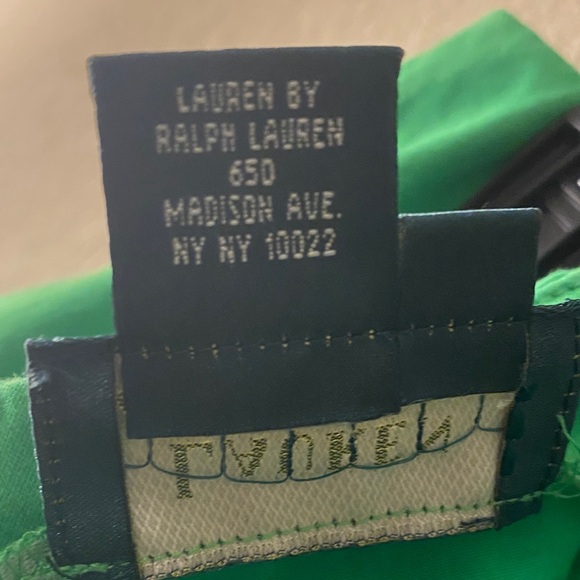 LAUREN BY
RALPH LAUREN
650
MADISON AVE.
NY NY 10022